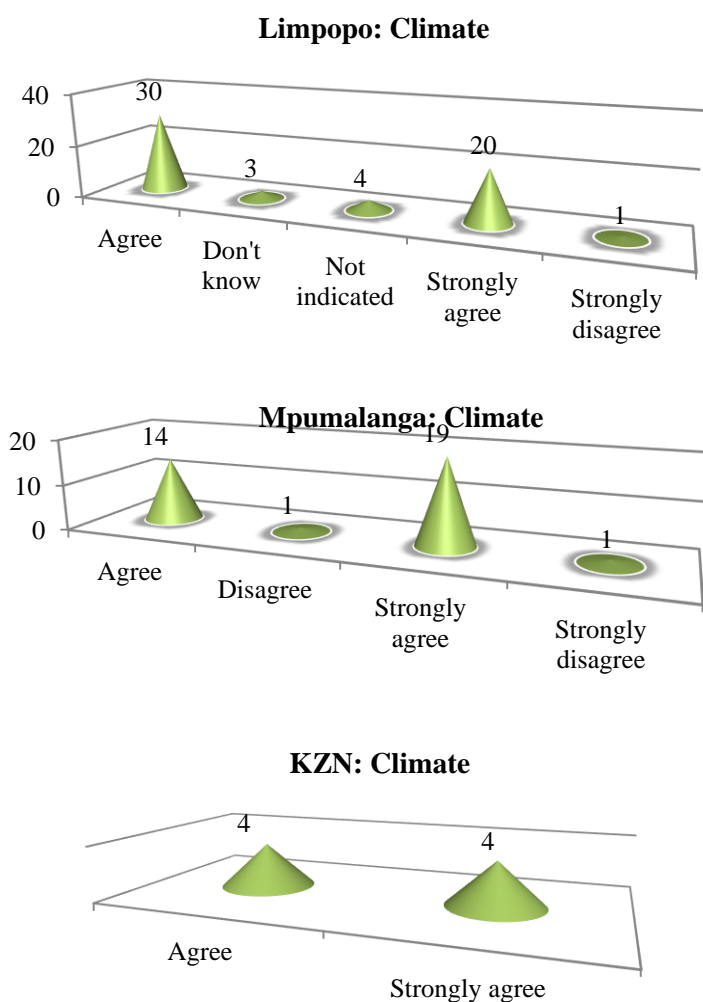 Limpopo: Climate
40
20
0
30
3
4
20
1
Agree
Don't
know
Not
indicated
Strongly
agree
Strongly
disagree
Mpumalanga: Climate
20
10
0
14
1
19
1
Agree
Disagree
Strongly
agree
Strongly
disagree
KZN: Climate
4
4
Agree
Strongly agree